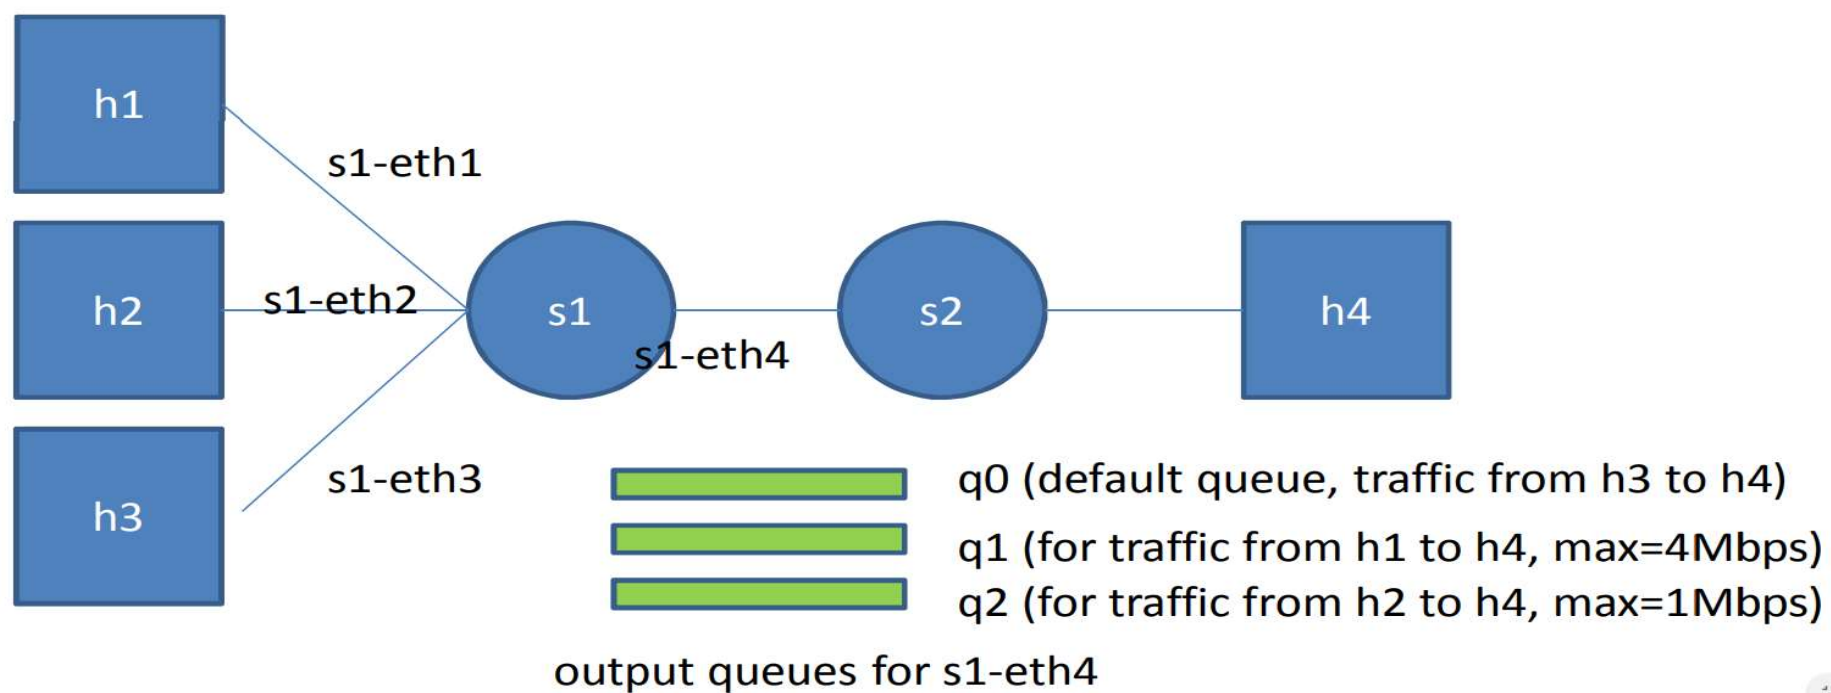 h1
s1-eth1
h2
s1-eth2
s1
s2
h4
s1-eth4
h3
s1-eth3
q0 (default queue, traffic from h3 to h4)
q1 (for traffic from h1 to h4, max=4Mbps)
q2 (for traffic from h2 to h4, max=1Mbps)
output queues for s1-eth4